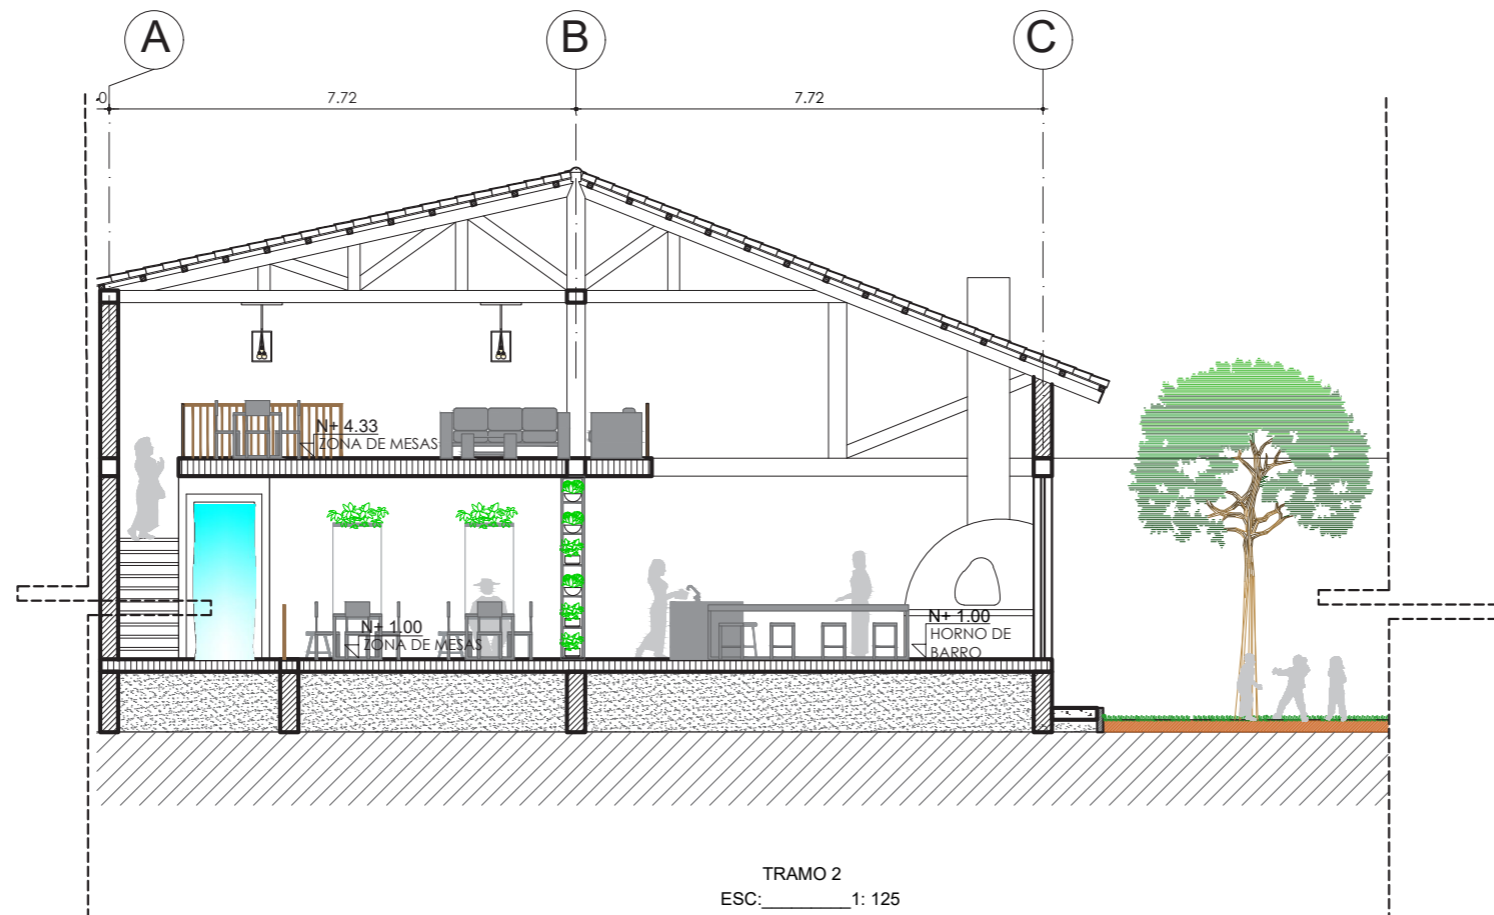 A B C
0 7.72 7.72
N+ 4.33
ZONA DE MESAS
N+ 1.00
ZONA DE MESAS
N+ 1.00
HORNO DE
BARRO
TRAMO 2
ESC:_________1: 125